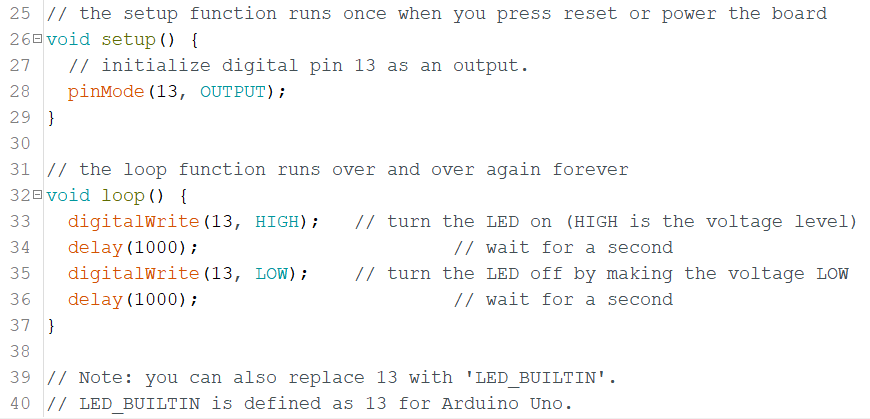 25 // the setup function runs once when you press reset or power the board
26 void setup() {
27   // initialize digital pin 13 as an output.
28   pinMode(13, OUTPUT);
29 }
30
31 // the loop function runs over and over again forever
32 void loop() {
33   digitalWrite(13, HIGH);   // turn the LED on (HIGH is the voltage level)
34   delay(1000);                       // wait for a second
35   digitalWrite(13, LOW);    // turn the LED off by making the voltage LOW
36   delay(1000);                       // wait for a second
37 }
38
39 // Note: you can also replace 13 with 'LED_BUILTIN'.
40 // LED_BUILTIN is defined as 13 for Arduino Uno.